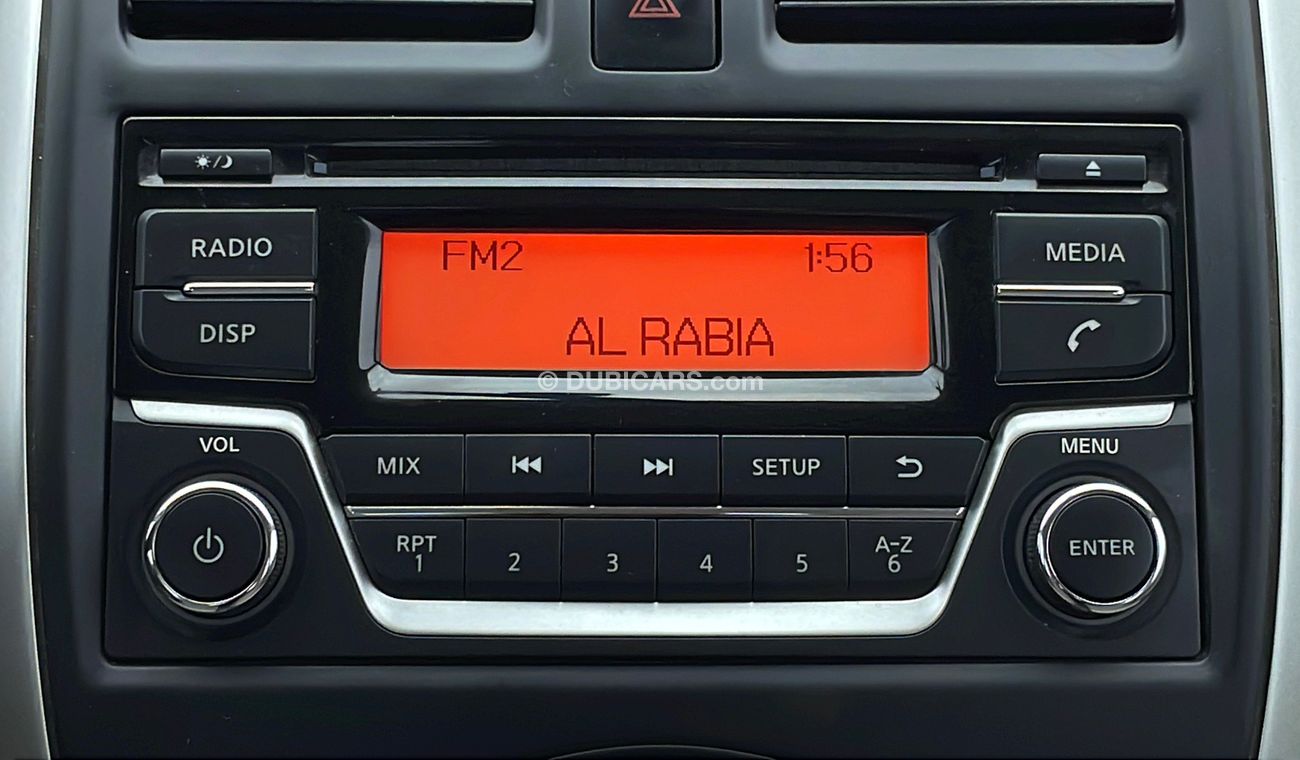 RADIO
FM2 1:56
MEDIA
DISP
AL RABIA
© DUBICARS.com
VOL
MENU
MIX
SETUP
RPT
1
2
3
4
5
A-Z
6
ENTER